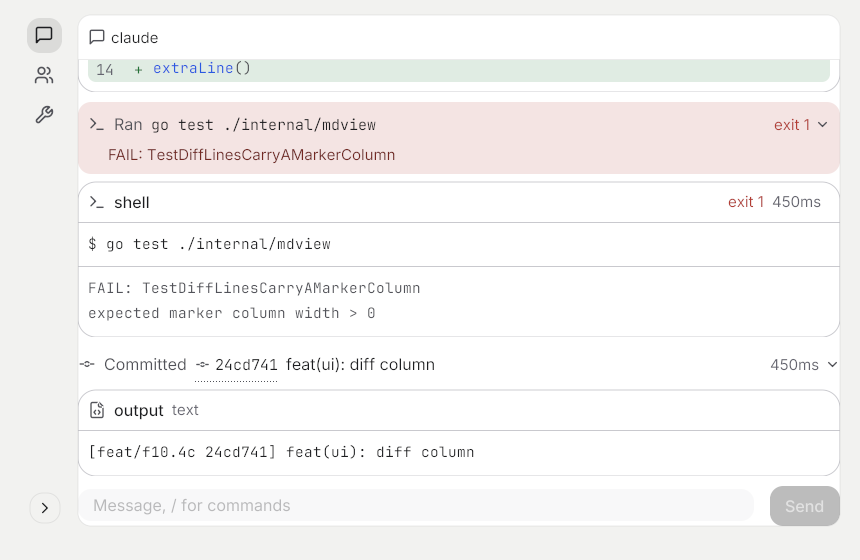 claude
14 + extraLine()
Ran go test ./internal/mdview exit 1
FAIL: TestDiffLinesCarryAMarkerColumn
shell exit 1 450ms
$ go test ./internal/mdview
FAIL: TestDiffLinesCarryAMarkerColumn
expected marker column width > 0
Committed 24cd741 feat(ui): diff column 450ms
output text
[feat/f10.4c 24cd741] feat(ui): diff column
Message, / for commands Send